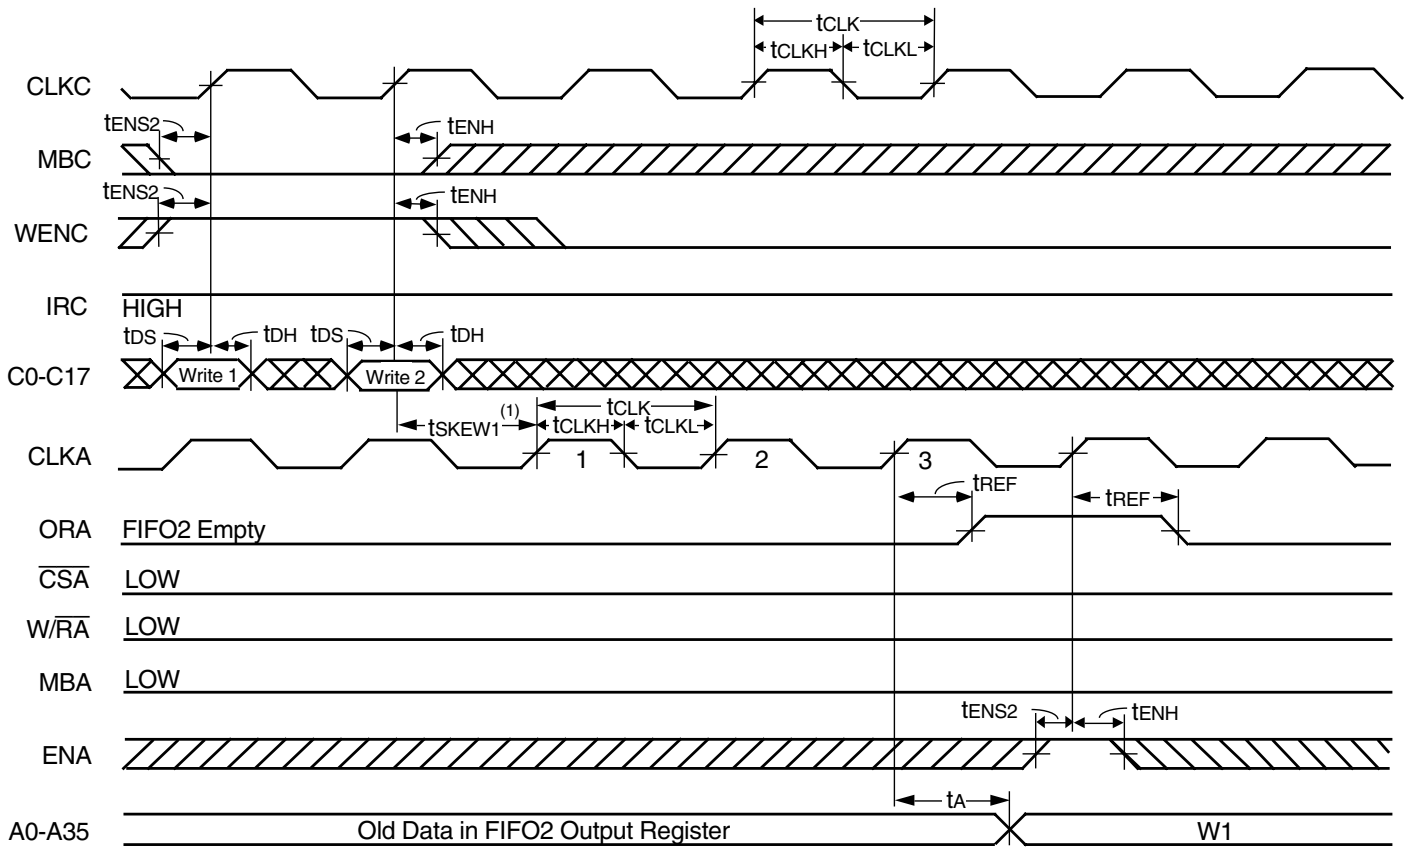 tCLK
tCLKH tCLKL
CLKC
tENS2 tENH
MBC
tENS2 tENH
WENC
IRC HIGH
tDS tDH tDS tDH
C0-C17 Write 1 Write 2
tSKEW1(1) tCLK
tCLKH tCLKL
CLKA 1 2 3
tREF tREF
ORA FIFO2 Empty
CSA LOW
W/RA LOW
MBA LOW
tENS2 tENH
ENA
tA
A0-A35 Old Data in FIFO2 Output Register W1